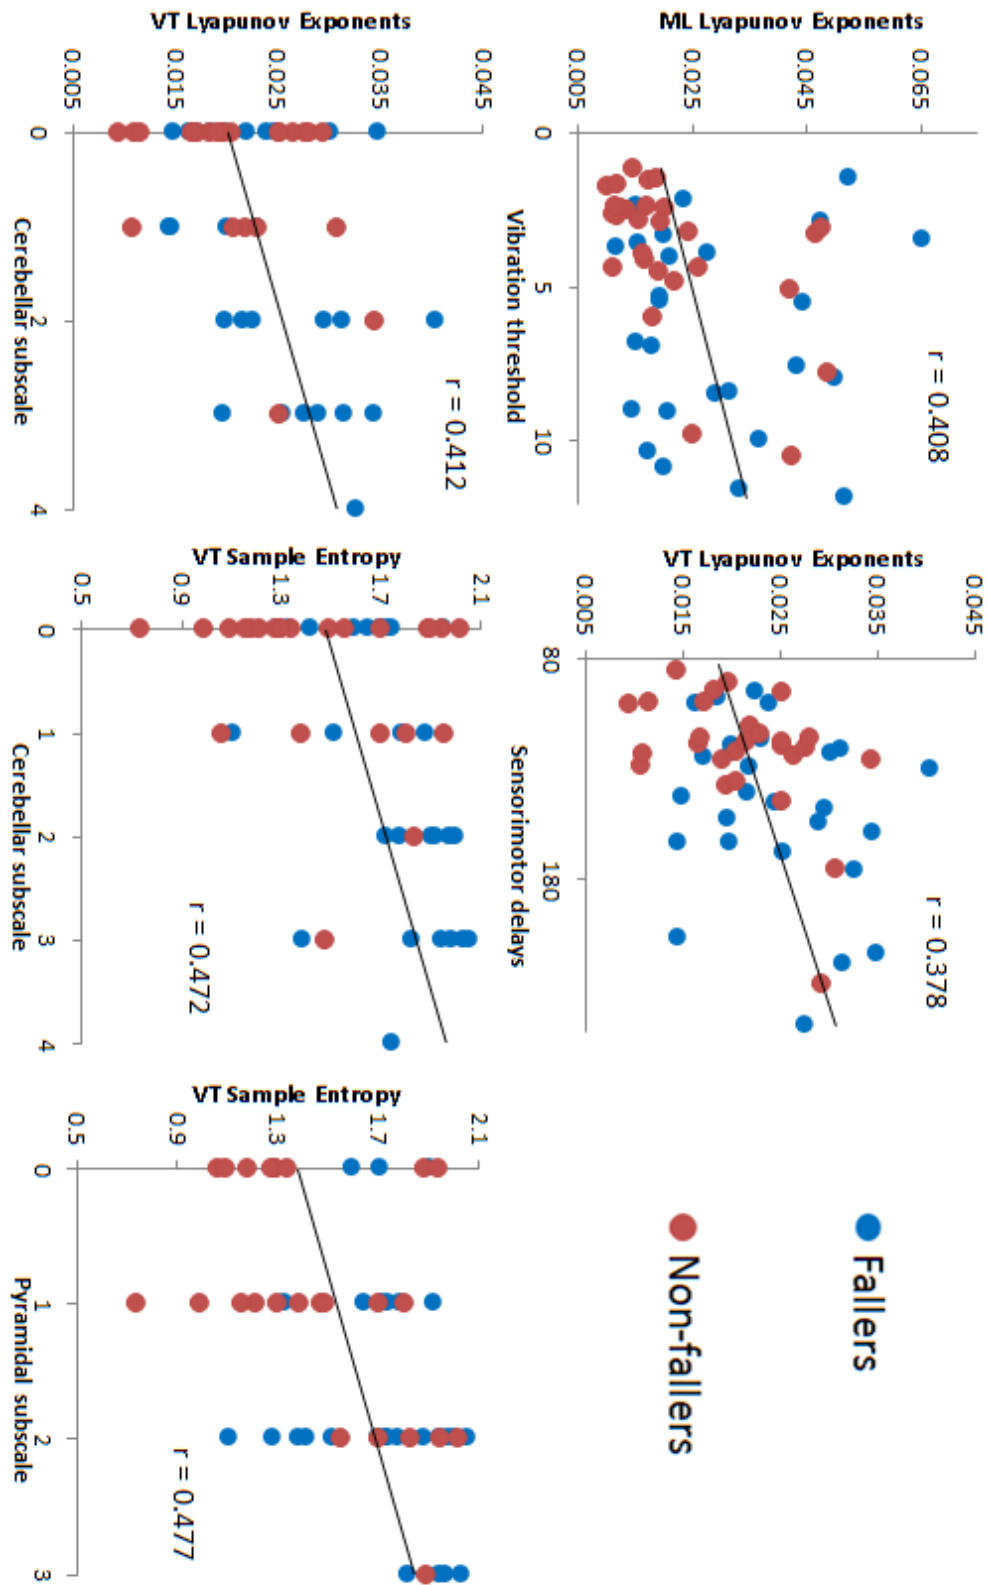 ML Lyapunov Exponents
0.065
0.045
0.025
0.005
0
5
10
Vibration threshold
r = 0.408
VT Lyapunov Exponents
0.045
0.035
0.025
0.015
0.005
80
180
Sensorimotor delays
r = 0.378
Fallers
Non-fallers
VT Lyapunov Exponents
0.045
0.035
0.025
0.015
0.005
0
2
4
Cerebellar subscale
r = 0.412
VT Sample Entropy
2.1
1.7
1.3
0.9
0.5
0
1
2
3
4
Cerebellar subscale
r = 0.472
VT Sample Entropy
2.1
1.7
1.3
0.9
0.5
0
1
2
3
Pyramidal subscale
r = 0.477